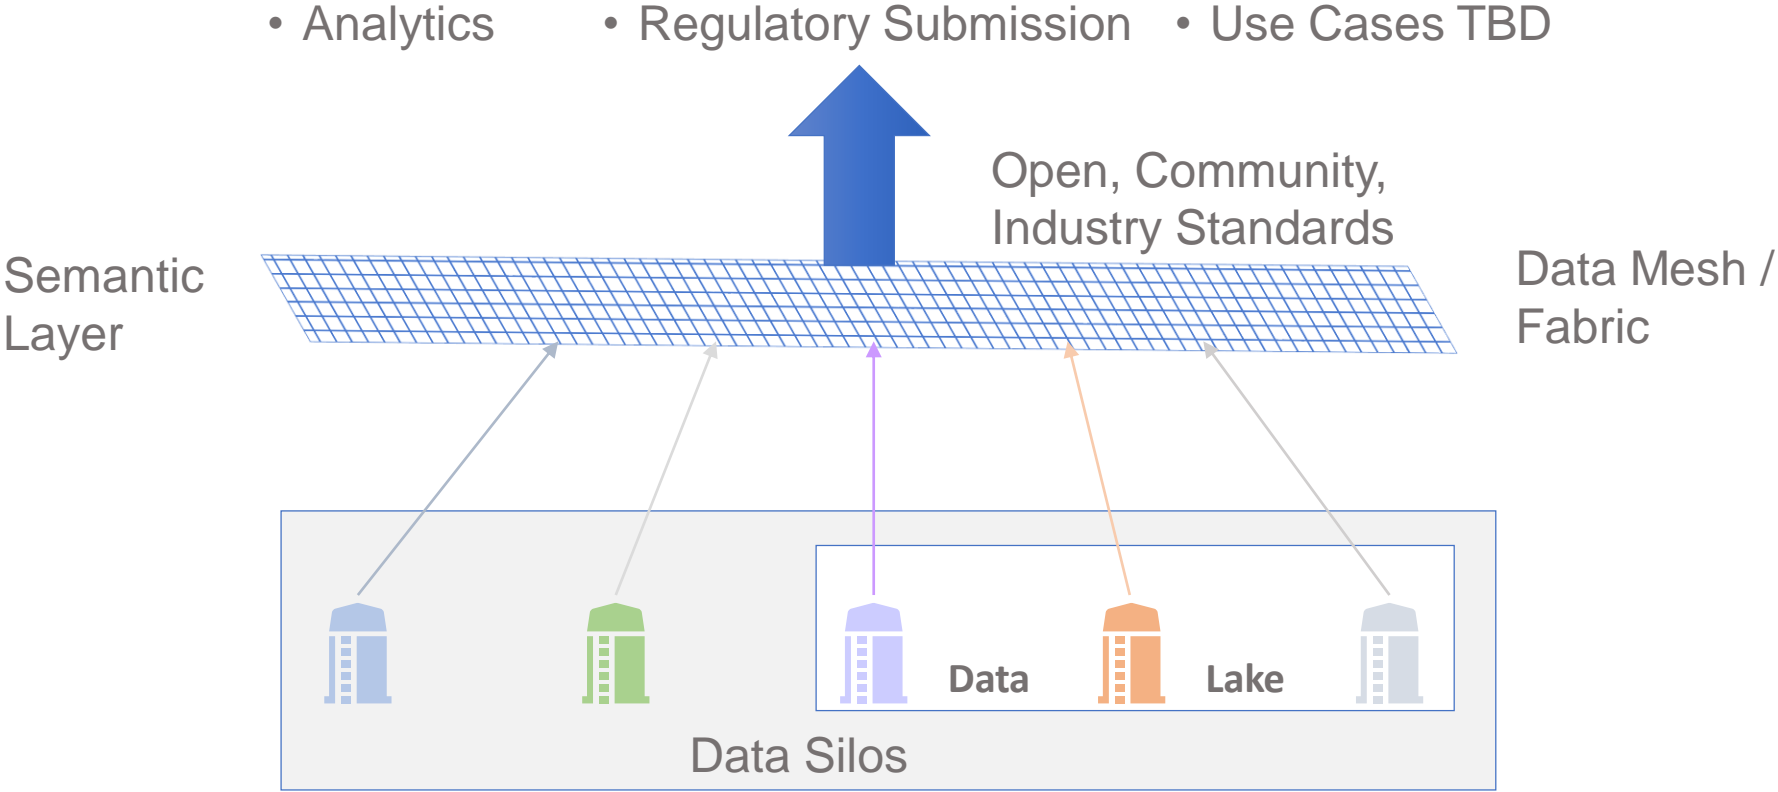 • Analytics • Regulatory Submission • Use Cases TBD
Open, Community,
Industry Standards
Semantic
Layer
Data Mesh /
Fabric
Data Lake
Data Silos